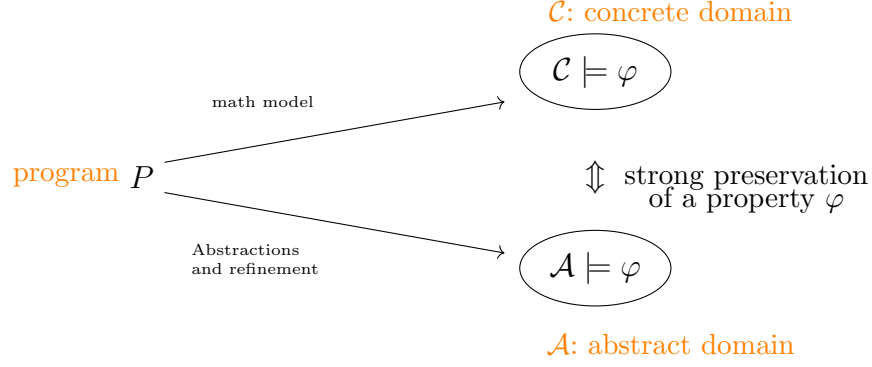 𝒞: concrete domain
𝒞 ⊨ φ
math model
program P
⇕ strong preservation
of a property φ
Abstractions
and refinement
𝒜 ⊨ φ
𝒜: abstract domain